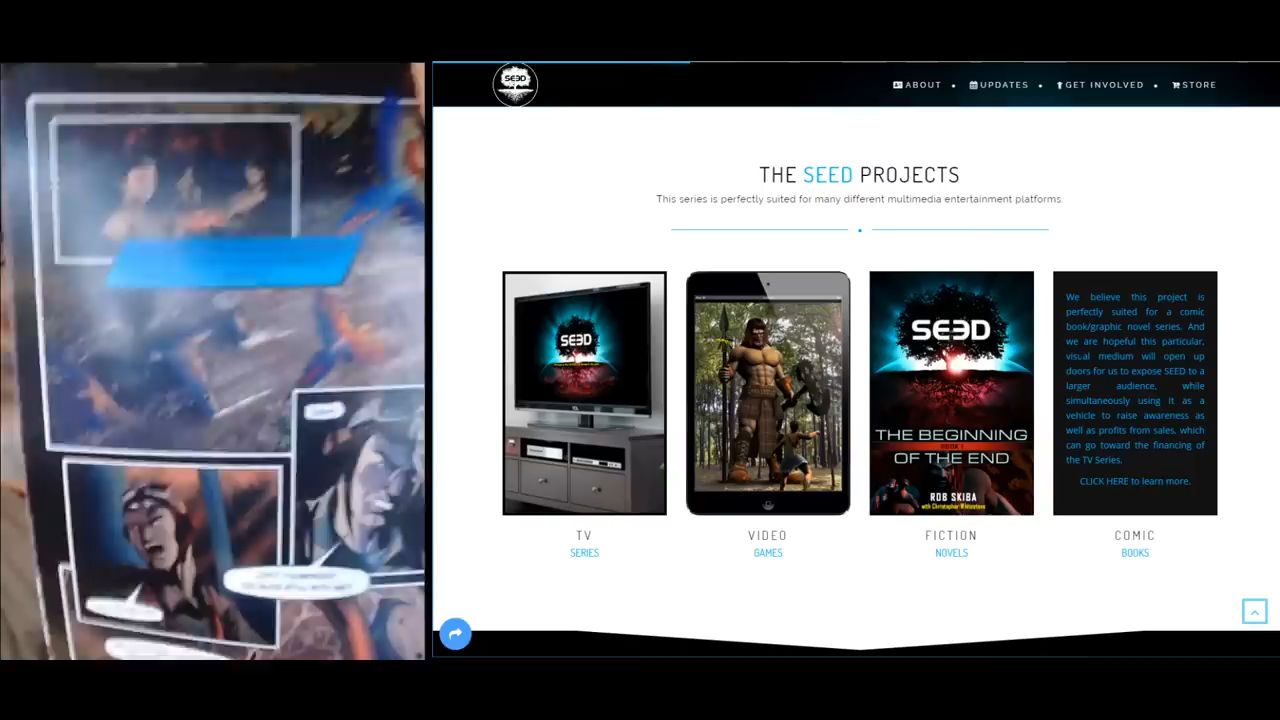 SEED
ABOUT
UPDATES
GET INVOLVED
STORE
THE SEED PROJECTS
This series is perfectly suited for many different multimedia entertainment platforms.
SEED
SEED
THE BEGINNING
OF THE END
ROB SKIBA
We believe this project is
perfectly suited for a comic
book/graphic novel series. And
we are hopeful this particular,
visual medium will open up
doors for us to expose SEED to a
larger audience, while
simultaneously using it as a
vehicle to raise awareness as
well as profits from sales, which
can go toward the financing of
the TV Series.
CLICK HERE to learn more.
TV
SERIES
VIDEO
GAMES
FICTION
NOVELS
COMIC
BOOKS